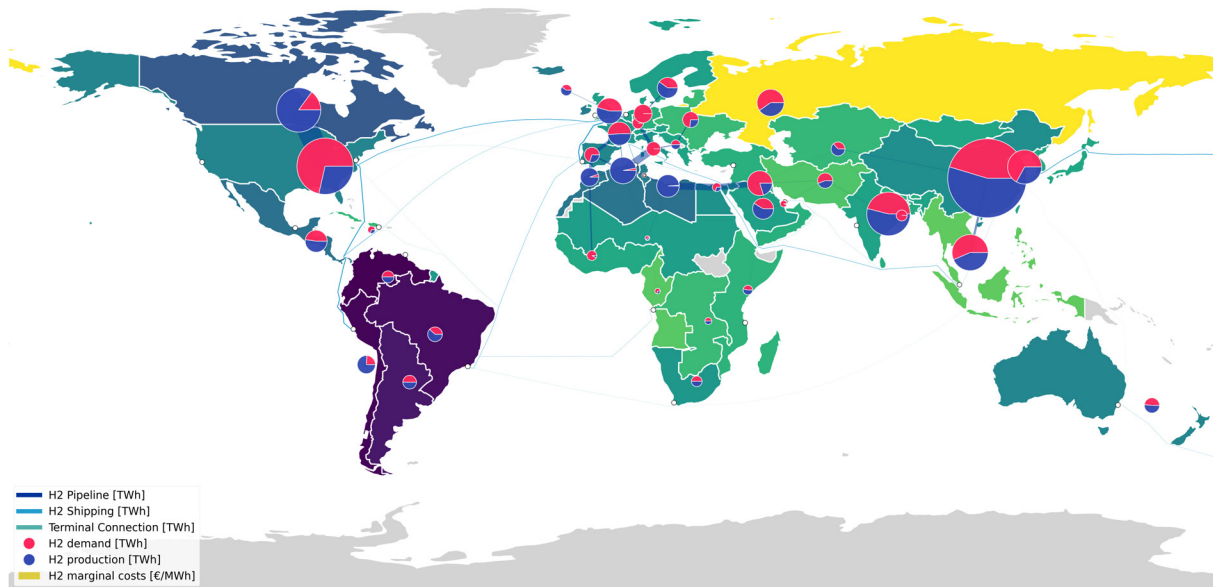 H2 Pipeline [TWh]
H2 Shipping [TWh]
Terminal Connection [TWh]
H2 demand [TWh]
H2 production [TWh]
H2 marginal costs [€/MWh]